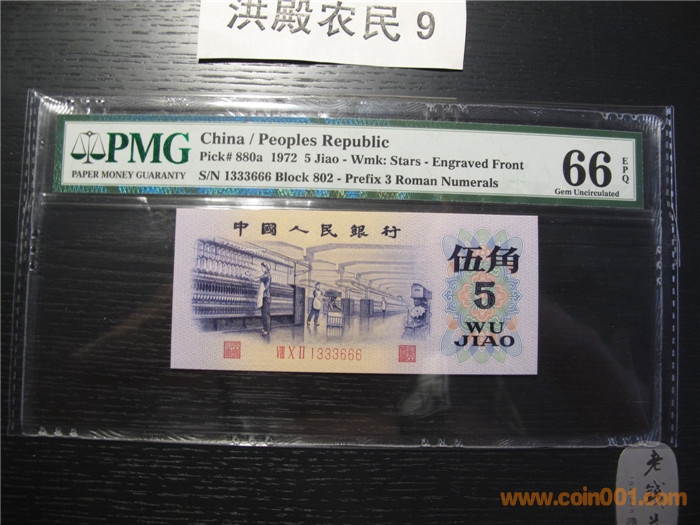 洪殿农民 9
PMG
PAPER MONEY GUARANTY
China / Peoples Republic
Pick# 880a 1972 5 Jiao - Wmk: Stars - Engraved Front
S/N 1333666 Block 802 - Prefix 3 Roman Numerals
66 EPQ
Gem Uncirculated
中國人民銀行
伍角
5
WU
JIAO
VIII X II 1333666
老钱
www.coin001.com